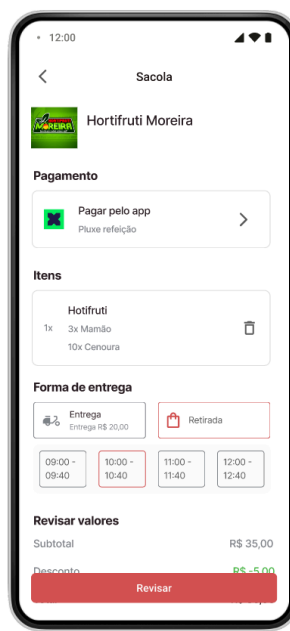 12:00
Sacola
MOREIRA
Hortifruti Moreira
Pagamento
Pagar pelo app
Pluxe refeição
Itens
Hotifruti
1x 3x Mamão
10x Cenoura
Forma de entrega
Entrega
Entrega R$ 20,00
Retirada
09:00 -
09:40
10:00 -
10:40
11:00 -
11:40
12:00 -
12:40
Revisar valores
Subtotal R$ 35,00
Desconto R$ -5,00
Revisar